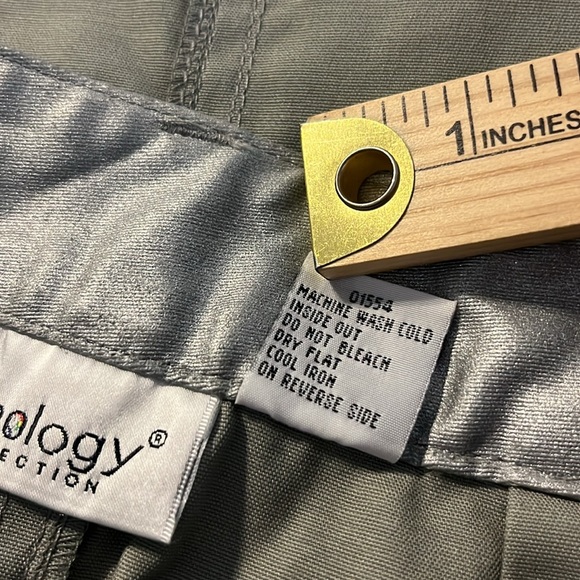 1 INCHES
01554
MACHINE WASH COLD
INSIDE OUT
DO NOT BLEACH
DRY FLAT
COOL IRON
ON REVERSE SIDE
ology®
ECTION